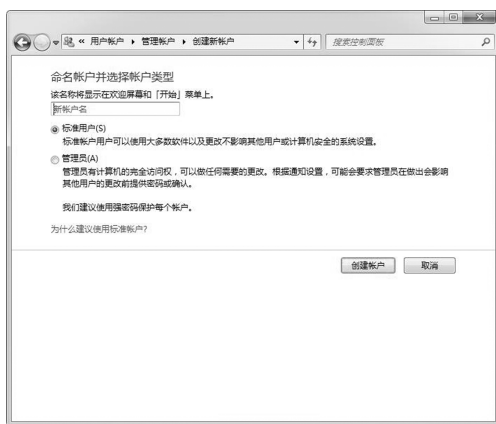 « 用户帐户 ▸ 管理帐户 ▸ 创建新帐户
搜索控制面板
命名帐户并选择帐户类型
该名称将显示在欢迎屏幕和「开始」菜单上。
新帐户名
标准用户(S)
标准帐户用户可以使用大多数软件以及更改不影响其他用户或计算机安全的系统设置。
管理员(A)
管理员有计算机的完全访问权，可以做任何需要的更改。根据通知设置，可能会要求管理员在做出会影响
其他用户的更改前提供密码或确认。
我们建议使用强密码保护每个帐户。
为什么建议使用标准帐户?
创建帐户
取消